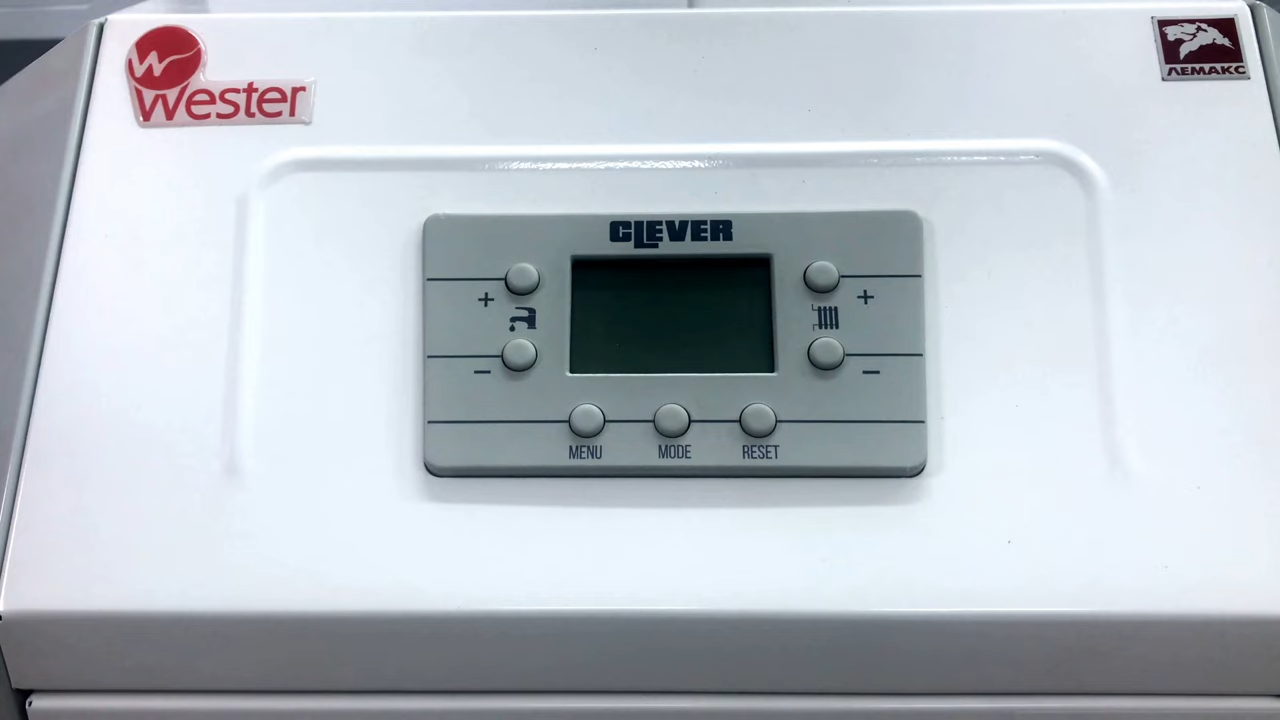 Wester
ЛЕМАКС
CLEVER
+
+
−
−
MENU MODE RESET